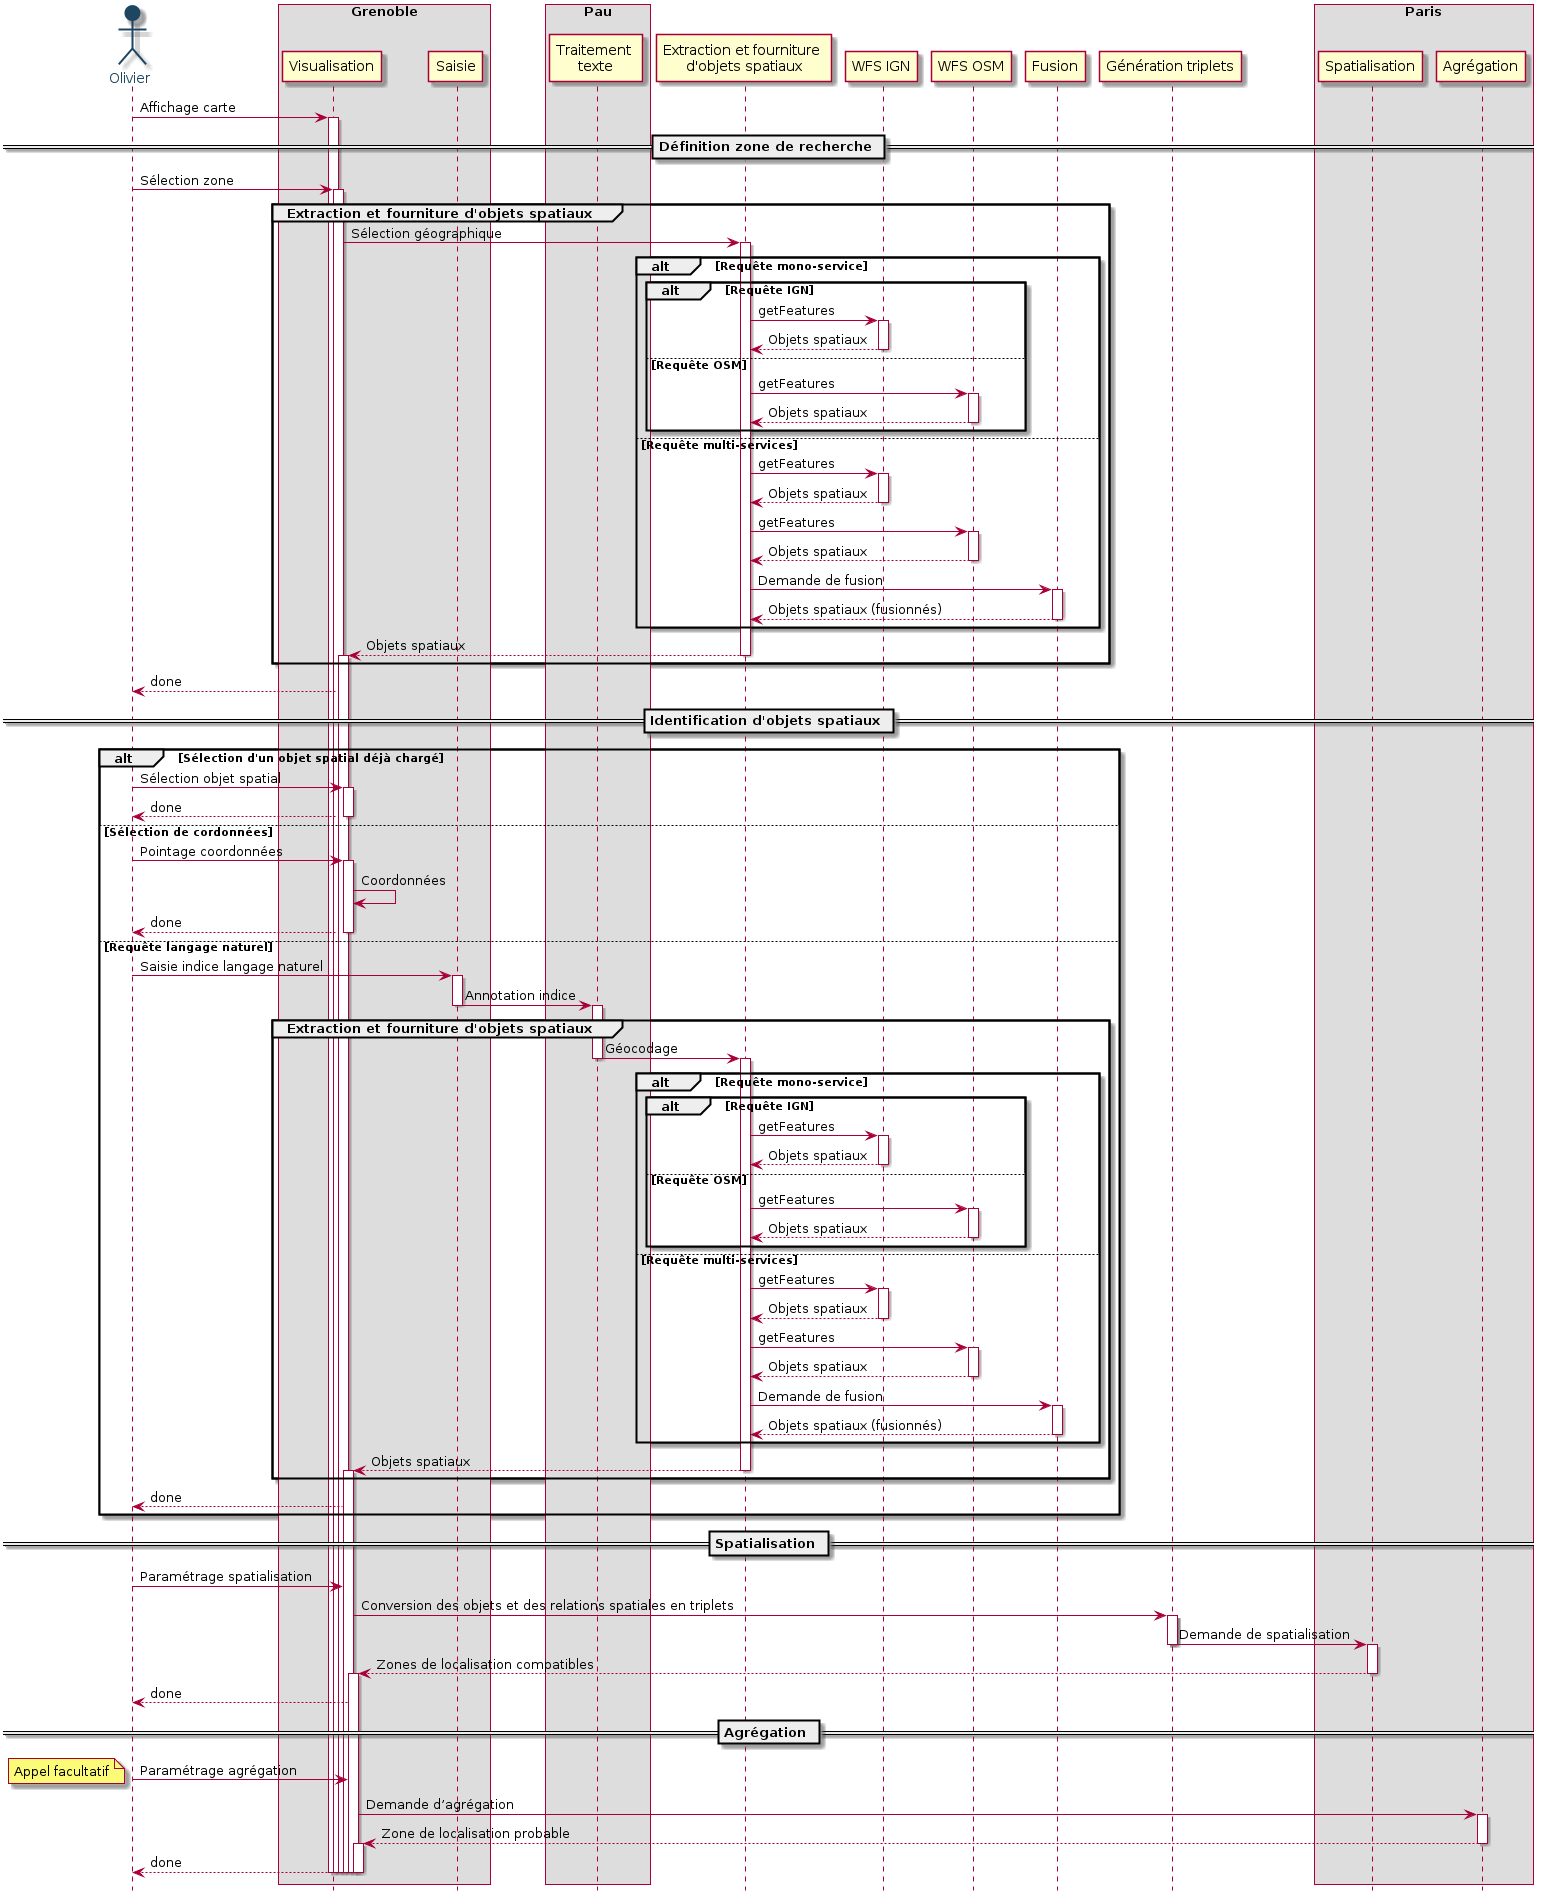 Grenoble
Pau
Paris
Olivier
Visualisation
Saisie
Traitement
texte
Extraction et fourniture
d'objets spatiaux
WFS IGN
WFS OSM
Fusion
Génération triplets
Spatialisation
Agrégation
Affichage carte
Définition zone de recherche
Sélection zone
Extraction et fourniture d'objets spatiaux
Sélection géographique
alt [Requête mono-service]
alt [Requête IGN]
getFeatures
Objets spatiaux
[Requête OSM]
getFeatures
Objets spatiaux
[Requête multi-services]
getFeatures
Objets spatiaux
getFeatures
Objets spatiaux
Demande de fusion
Objets spatiaux (fusionnés)
Objets spatiaux
done
Identification d'objets spatiaux
alt [Sélection d'un objet spatial déjà chargé]
Sélection objet spatial
done
[Sélection de cordonnées]
Pointage coordonnées
Coordonnées
done
[Requête langage naturel]
Saisie indice langage naturel
Annotation indice
Extraction et fourniture d'objets spatiaux
Géocodage
alt [Requête mono-service]
alt [Requête IGN]
getFeatures
Objets spatiaux
[Requête OSM]
getFeatures
Objets spatiaux
[Requête multi-services]
getFeatures
Objets spatiaux
getFeatures
Objets spatiaux
Demande de fusion
Objets spatiaux (fusionnés)
Objets spatiaux
done
Spatialisation
Paramétrage spatialisation
Conversion des objets et des relations spatiales en triplets
Demande de spatialisation
Zones de localisation compatibles
done
Agrégation
Appel facultatif
Paramétrage agrégation
Demande d’agrégation
Zone de localisation probable
done